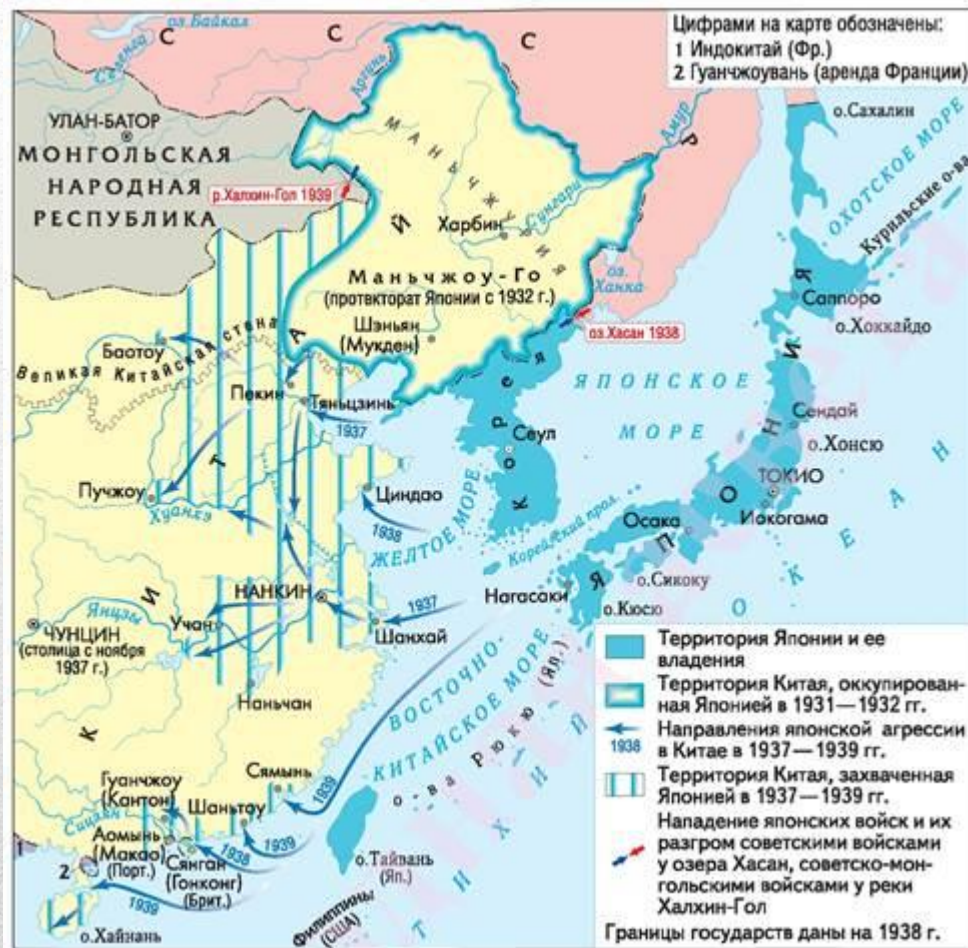 Цифрами на карте обозначены:
1 Индокитай (Фр.)
2 Гуанчжоувань (аренда Франции)
оз.Байкал
С
С
С
Р
Селенга
Аргунь
Амур
УЛАН-БАТОР
МОНГОЛЬСКАЯ
НАРОДНАЯ
РЕСПУБЛИКА
р.Халхин-Гол 1939
МАНЬЧЖУРИЯ
Сунгари
Харбин
Маньчжоу-Го
(протекторат Японии с 1932 г.)
Шэньян
(Мукден)
оз.
Ханка
оз.Хасан 1938
о.Сахалин
ОХОТСКОЕ МОРЕ
Курильские о-ва
Саппоро
о.Хоккайдо
Баотоу
Великая Китайская стена
Пекин
Тяньцзинь
1937
Корея
Сеул
ЯПОНСКОЕ
МОРЕ
ЯПОНИЯ
Сендай
о.Хонсю
ТОКИО
Иокогама
Осака
Пучжоу
Хуанхэ
Циндао
1938
ЖЕЛТОЕ МОРЕ
Корейский прол.
о.Сикоку
Нагасаки
о.Кюсю
КИТАЙ
НАНКИН
1937
Янцзы
Учан
Шанхай
ЧУНЦИН
(столица с ноября
1937 г.)
Наньчан
ВОСТОЧНО-
КИТАЙСКОЕ МОРЕ
о-ва Рюкю (Яп.)
ТИХИЙ ОКЕАН
Сямынь
1939
Гуанчжоу
(Кантон)
Шаньтоу
Сицзян
Аомынь
(Макао)
(Порт.)
Сянган
(Гонконг)
(Брит.)
1938
1939
о.Тайвань
(Яп.)
1
2
1939
о.Хайнань
Филиппины
(США)
Территория Японии и ее
владения
Территория Китая, оккупирован-
ная Японией в 1931—1932 гг.
Направления японской агрессии
1938
в Китае в 1937—1939 гг.
Территория Китая, захваченная
Японией в 1937—1939 гг.
Нападение японских войск и их
разгром советскими войсками
у озера Хасан, советско-мон-
гольскими войсками у реки
Халхин-Гол
Границы государств даны на 1938 г.